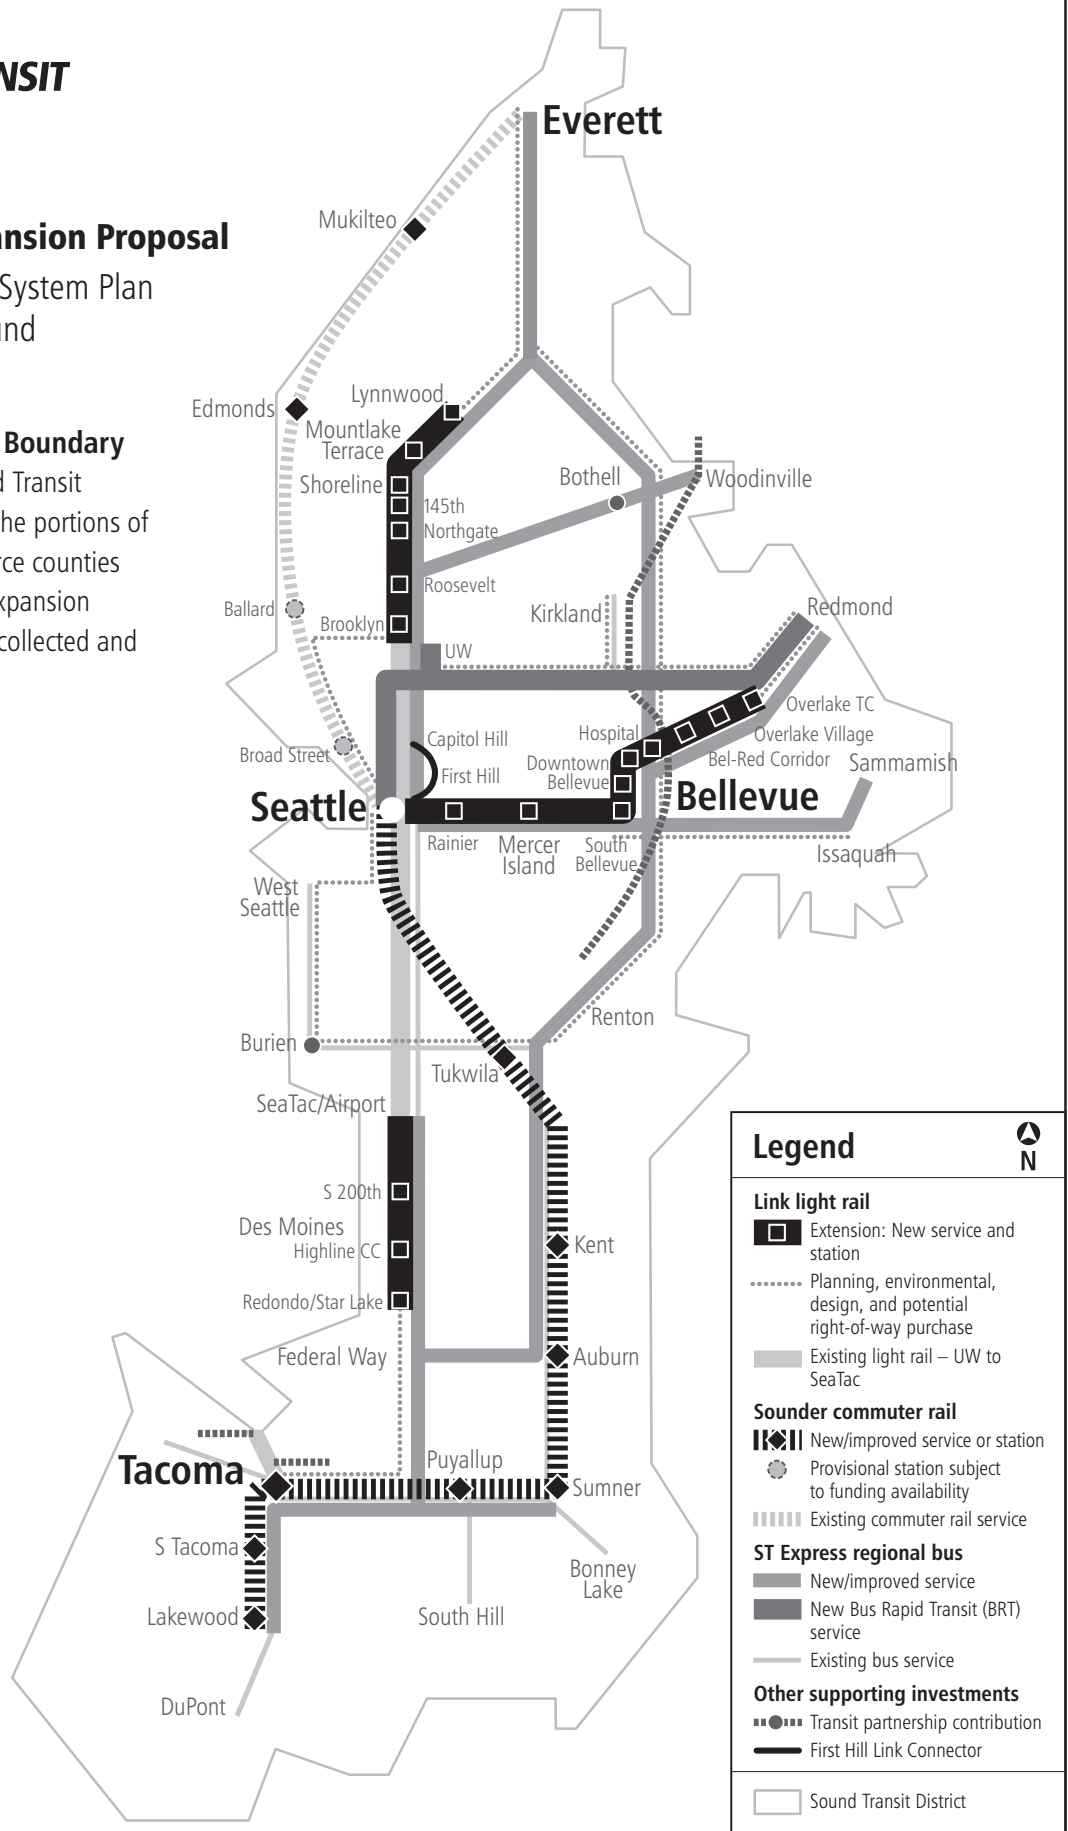 NSIT
Everett
Mukilteo
ansion Proposal
System Plan
und
Edmonds
Lynnwood
Mountlake
Terrace
Boundary
d Transit
he portions of
rce counties
xpansion
collected and
Shoreline
145th
Northgate
Bothell
Woodinville
Roosevelt
Ballard
Brooklyn
Kirkland
Redmond
UW
Overlake TC
Overlake Village
Bel-Red Corridor
Hospital
Downtown
Bellevue
Sammamish
Capitol Hill
First Hill
Broad Street
Seattle
Bellevue
Rainier
Mercer
Island
South
Bellevue
Issaquah
West
Seattle
Renton
Burien
Tukwila
SeaTac/Airport
S 200th
Des Moines
Highline CC
Kent
Redondo/Star Lake
Federal Way
Auburn
Tacoma
Puyallup
Sumner
S Tacoma
Bonney
Lake
Lakewood
South Hill
DuPont
Legend
N
Link light rail
Extension: New service and
station
Planning, environmental,
design, and potential
right-of-way purchase
Existing light rail – UW to
SeaTac
Sounder commuter rail
New/improved service or station
Provisional station subject
to funding availability
Existing commuter rail service
ST Express regional bus
New/improved service
New Bus Rapid Transit (BRT)
service
Existing bus service
Other supporting investments
Transit partnership contribution
First Hill Link Connector
Sound Transit District